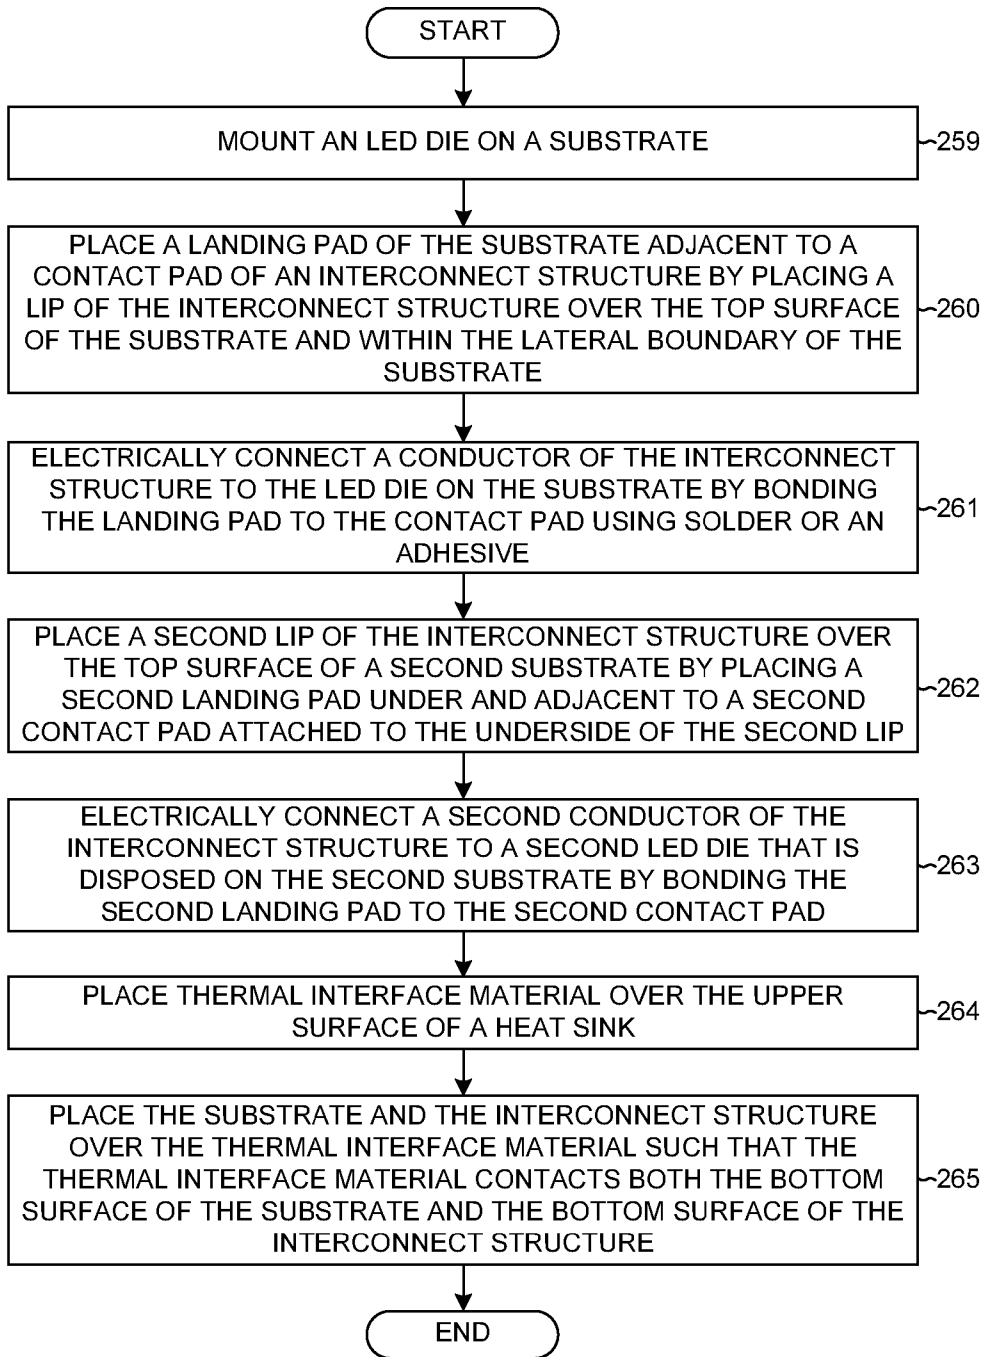 START
MOUNT AN LED DIE ON A SUBSTRATE
259
PLACE A LANDING PAD OF THE SUBSTRATE ADJACENT TO A
CONTACT PAD OF AN INTERCONNECT STRUCTURE BY PLACING A
LIP OF THE INTERCONNECT STRUCTURE OVER THE TOP SURFACE
OF THE SUBSTRATE AND WITHIN THE LATERAL BOUNDARY OF THE
SUBSTRATE
260
ELECTRICALLY CONNECT A CONDUCTOR OF THE INTERCONNECT
STRUCTURE TO THE LED DIE ON THE SUBSTRATE BY BONDING
THE LANDING PAD TO THE CONTACT PAD USING SOLDER OR AN
ADHESIVE
261
PLACE A SECOND LIP OF THE INTERCONNECT STRUCTURE OVER
THE TOP SURFACE OF A SECOND SUBSTRATE BY PLACING A
SECOND LANDING PAD UNDER AND ADJACENT TO A SECOND
CONTACT PAD ATTACHED TO THE UNDERSIDE OF THE SECOND LIP
262
ELECTRICALLY CONNECT A SECOND CONDUCTOR OF THE
INTERCONNECT STRUCTURE TO A SECOND LED DIE THAT IS
DISPOSED ON THE SECOND SUBSTRATE BY BONDING THE
SECOND LANDING PAD TO THE SECOND CONTACT PAD
263
PLACE THERMAL INTERFACE MATERIAL OVER THE UPPER
SURFACE OF A HEAT SINK
264
PLACE THE SUBSTRATE AND THE INTERCONNECT STRUCTURE
OVER THE THERMAL INTERFACE MATERIAL SUCH THAT THE
THERMAL INTERFACE MATERIAL CONTACTS BOTH THE BOTTOM
SURFACE OF THE SUBSTRATE AND THE BOTTOM SURFACE OF THE
INTERCONNECT STRUCTURE
265
END